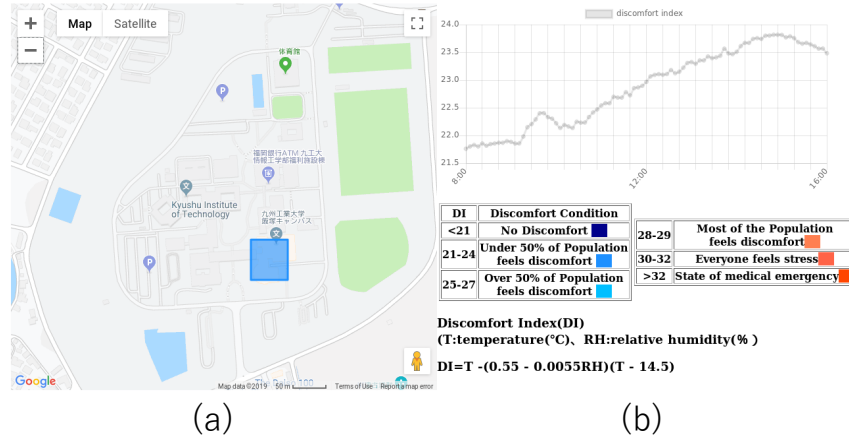 +
−
Map Satellite
体育館
福岡銀行ATM 九工大
情報工学部福利施設棟
Kyushu Institute
of Technology
九州工業大学
飯塚キャンパス
Google
Map data ©2019 50 m Terms of Use Report a map error
(a)
discomfort index
24.0
23.5
23.0
22.5
22.0
21.5
8:00
12:00
16:00
DI Discomfort Condition
<21 No Discomfort
21-24 Under 50% of Population
feels discomfort
25-27 Over 50% of Population
feels discomfort
28-29 Most of the Population
feels discomfort
30-32 Everyone feels stress
>32 State of medical emergency
Discomfort Index(DI)
(T:temperature(℃)、RH:relative humidity(% )
DI=T -(0.55 - 0.0055RH)(T - 14.5)
(b)